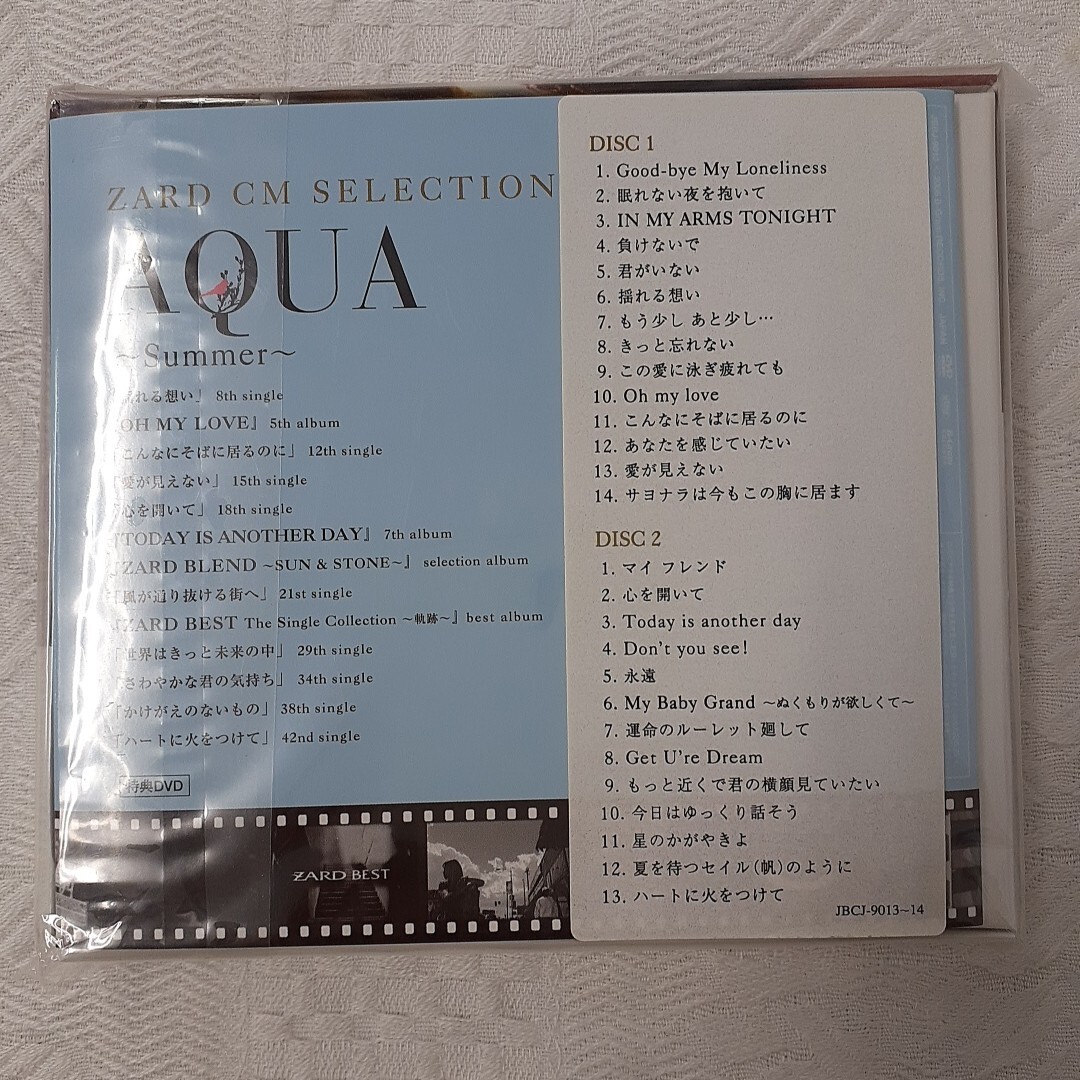 ZARD CM SELECTION
AQUA
~Summer~
揺れる想い」 8th single
OH MY LOVE』 5th album
「こんなにそばに居るのに」 12th single
「愛が見えない」 15th single
「心を開いて」 18th single
『TODAY IS ANOTHER DAY』 7th album
『ZARD BLEND ~SUN & STONE~』 selection album
「風が通り抜ける街へ」 21st single
『ZARD BEST The Single Collection ~軌跡~』 best album
「世界はきっと未来の中」 29th single
「さわやかな君の気持ち」 34th single
「かけがえのないもの」 38th single
「ハートに火をつけて」 42nd single
特典DVD
ZARD BEST
DISC 1
1. Good-bye My Loneliness
2. 眠れない夜を抱いて
3. IN MY ARMS TONIGHT
4. 負けないで
5. 君がいない
6. 揺れる想い
7. もう少し あと少し…
8. きっと忘れない
9. この愛に泳ぎ疲れても
10. Oh my love
11. こんなにそばに居るのに
12. あなたを感じていたい
13. 愛が見えない
14. サヨナラは今もこの胸に居ます
DISC 2
1. マイ フレンド
2. 心を開いて
3. Today is another day
4. Don't you see!
5. 永遠
6. My Baby Grand ~ぬくもりが欲しくて~
7. 運命のルーレット廻して
8. Get U're Dream
9. もっと近くで君の横顔見ていたい
10. 今日はゆっくり話そう
11. 星のかがやきよ
12. 夏を待つセイル(帆)のように
13. ハートに火をつけて
JBCJ-9013~14